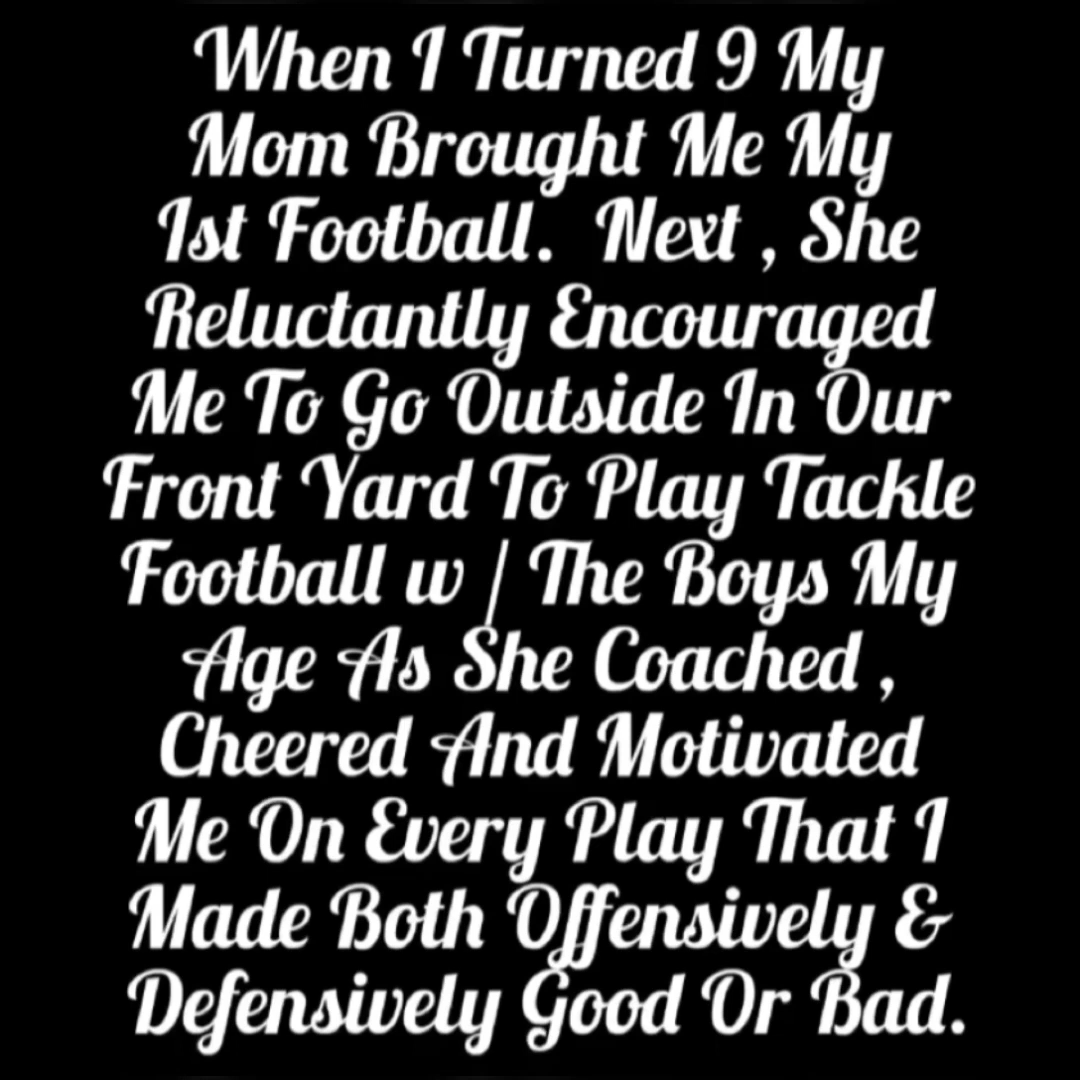 When I Turned 9 My
Mom Brought Me My
1st Football.  Next , She
Reluctantly Encouraged
Me To Go Outside In Our
Front Yard To Play Tackle
Football w / The Boys My
Age As She Coached ,
Cheered And Motivated
Me On Every Play That I
Made Both Offensively &
Defensively Good Or Bad.